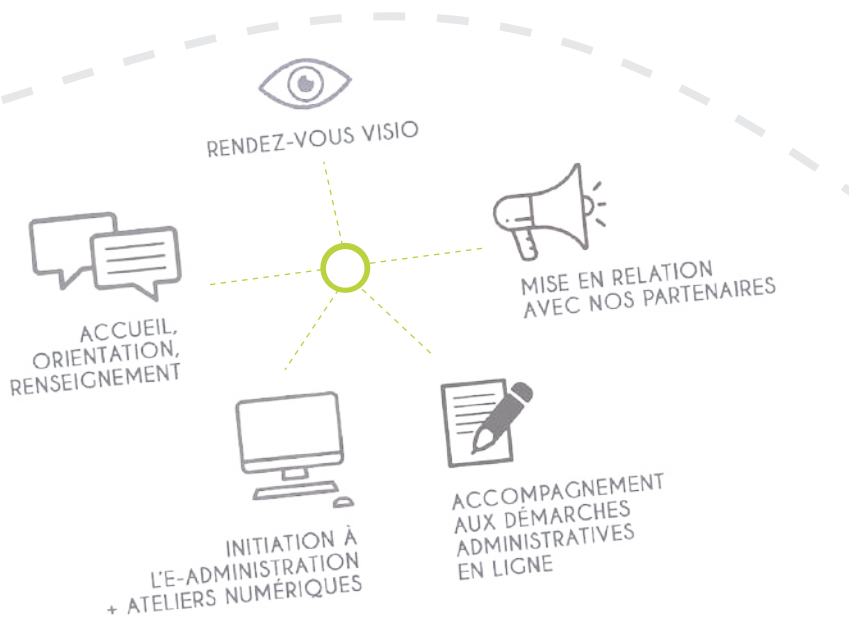 RENDEZ-VOUS VISIO
MISE EN RELATION
AVEC NOS PARTENAIRES
ACCUEIL,
ORIENTATION,
RENSEIGNEMENT
ACCOMPAGNEMENT
AUX DÉMARCHES
ADMINISTRATIVES
EN LIGNE
INITIATION À
L'E-ADMINISTRATION
+ ATELIERS NUMÉRIQUES